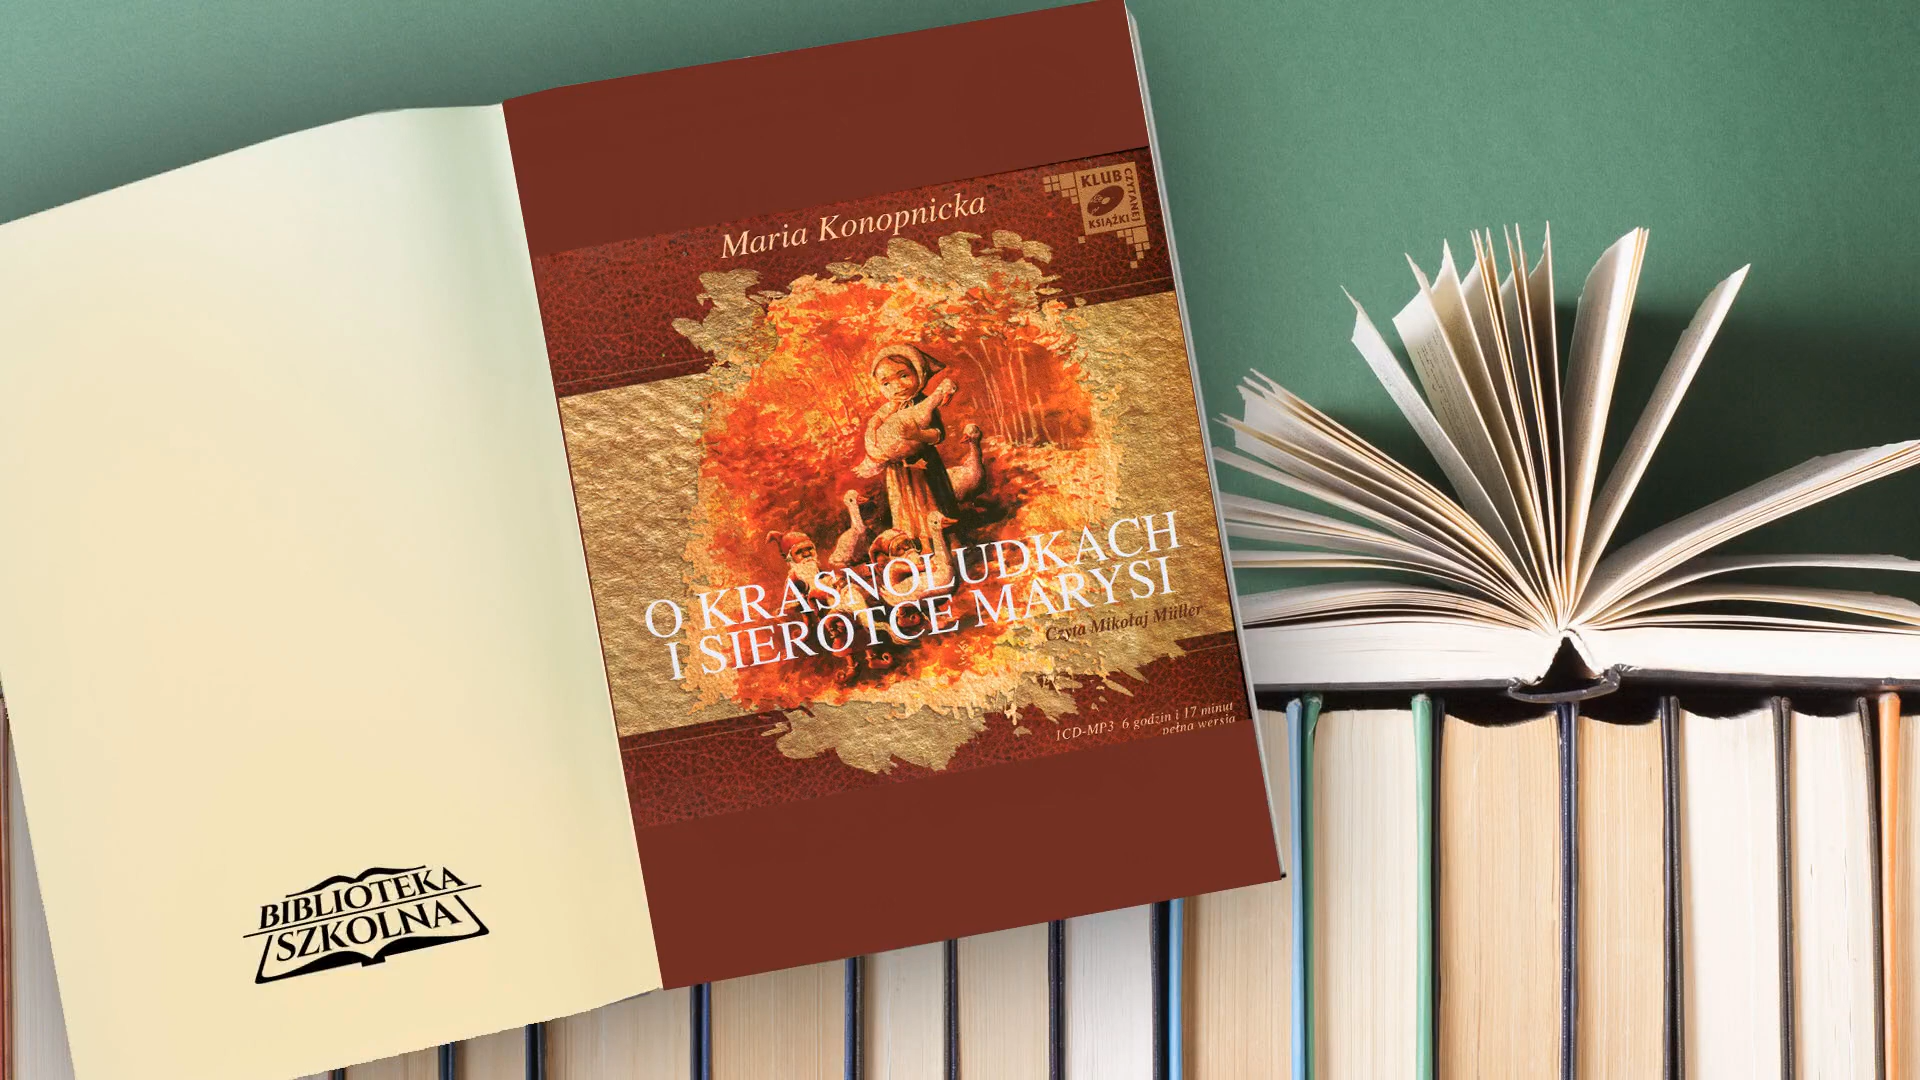 Maria Konopnicka
KLUB
CZYTANEJ
KSIĄŻKI
O KRASNOLUDKACH
I SIEROTCE MARYSI
Czyta Mikołaj Müller
1CD-MP3 6 godzin i 17 minut
pełna wersja
BIBLIOTEKA
SZKOLNA